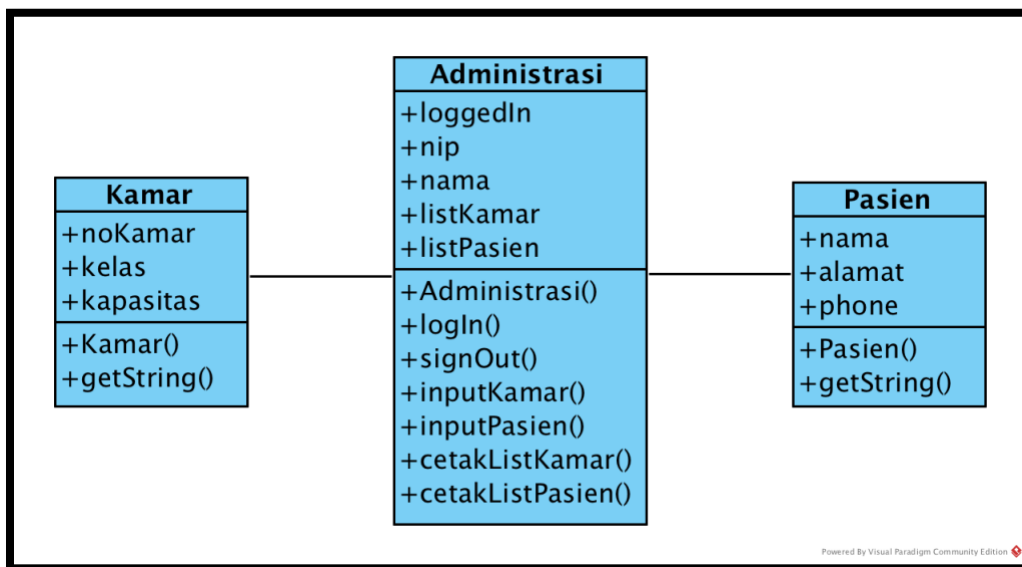 Kamar
+noKamar
+kelas
+kapasitas
+Kamar()
+getString()
Administrasi
+loggedIn
+nip
+nama
+listKamar
+listPasien
+Administrasi()
+logIn()
+signOut()
+inputKamar()
+inputPasien()
+cetakListKamar()
+cetakListPasien()
Pasien
+nama
+alamat
+phone
+Pasien()
+getString()
Powered By Visual Paradigm Community Edition